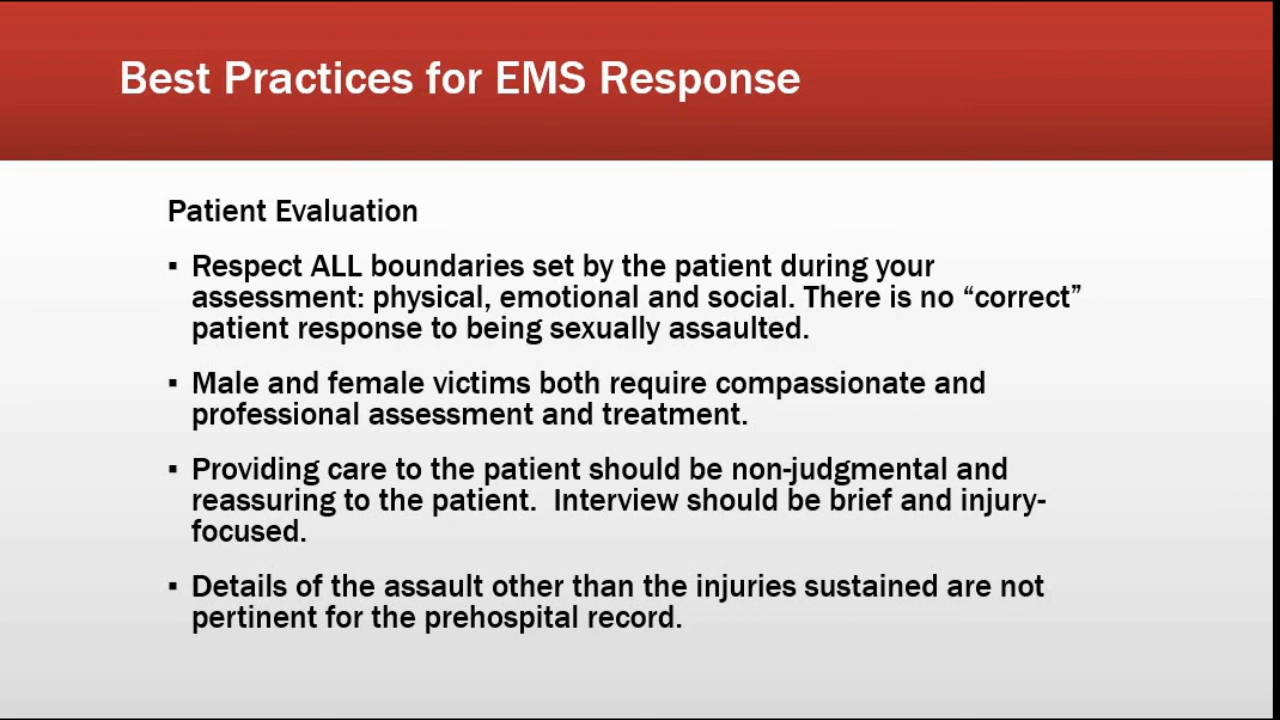 Best Practices for EMS Response
Patient Evaluation
▪ Respect ALL boundaries set by the patient during your
assessment: physical, emotional and social. There is no “correct”
patient response to being sexually assaulted.
▪ Male and female victims both require compassionate and
professional assessment and treatment.
▪ Providing care to the patient should be non-judgmental and
reassuring to the patient.  Interview should be brief and injury-
focused.
▪ Details of the assault other than the injuries sustained are not
pertinent for the prehospital record.